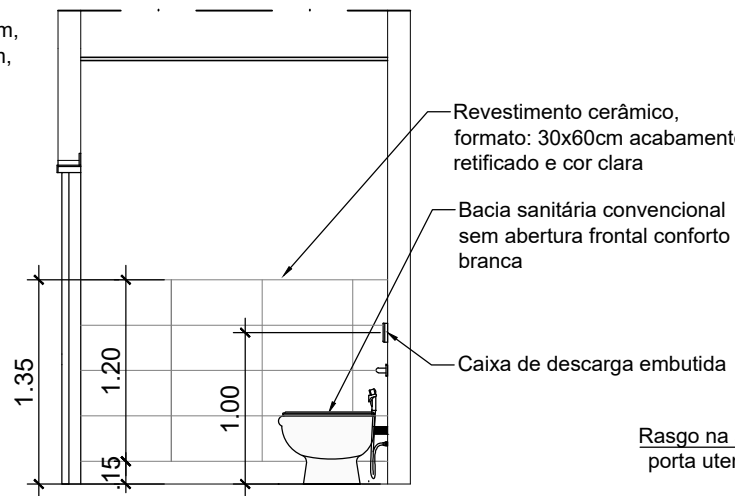 m,
n,
Revestimento cerâmico,
formato: 30x60cm acabamento
retificado e cor clara
Bacia sanitária convencional
sem abertura frontal conforto
branca
Caixa de descarga embutida
Rasgo na
porta uten
1.35
1.20
1.00
.15